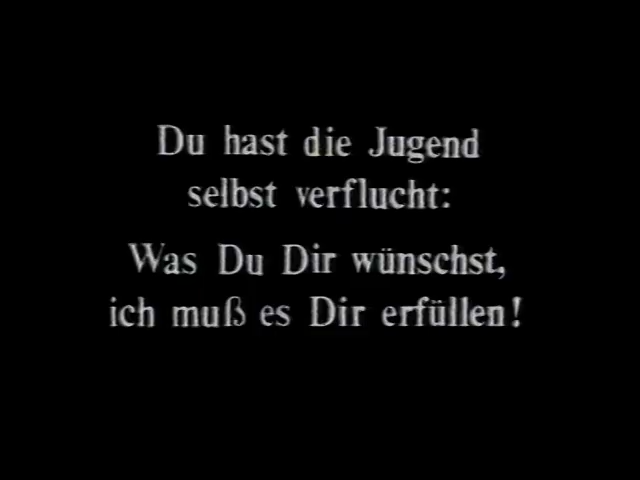 Du hast die Jugend
selbst verflucht:
Was Du Dir wünschst,
ich muß es Dir erfüllen!